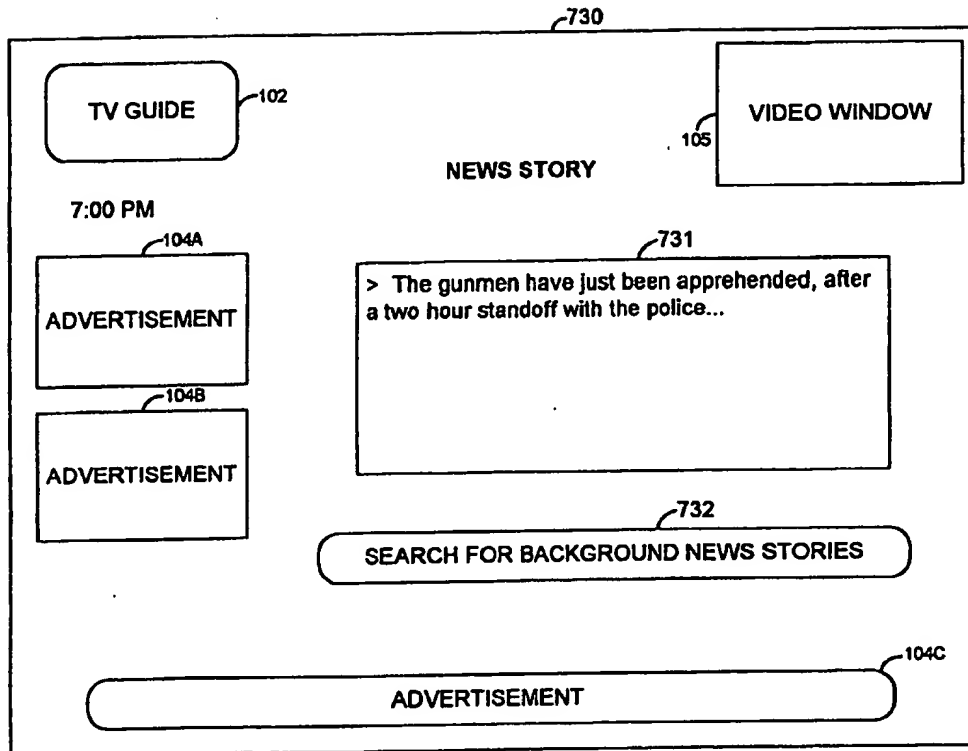 730
TV GUIDE
102
VIDEO WINDOW
105
NEWS STORY
7:00 PM
104A
ADVERTISEMENT
731
> The gunmen have just been apprehended, after
a two hour standoff with the police...
104B
ADVERTISEMENT
732
SEARCH FOR BACKGROUND NEWS STORIES
104C
ADVERTISEMENT